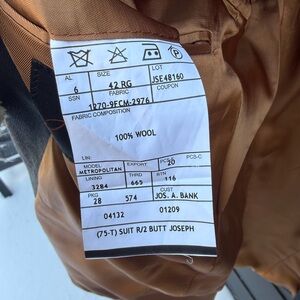 P
AL SIZE LOT
6 42 RG JSE48160
SSN FABRIC COUPON
1270-9FCM-2976
FABRIC COMPOSITION
100% WOOL
LIN:
MODEL EXPORT PCS 20 PCS-C
METROPOLITAN
LINING THRD BTN
3284 665 116
PKG CUST
28 574 JOS. A. BANK
04132 01209
(75-T) SUIT R/2 BUTT JOSEPH